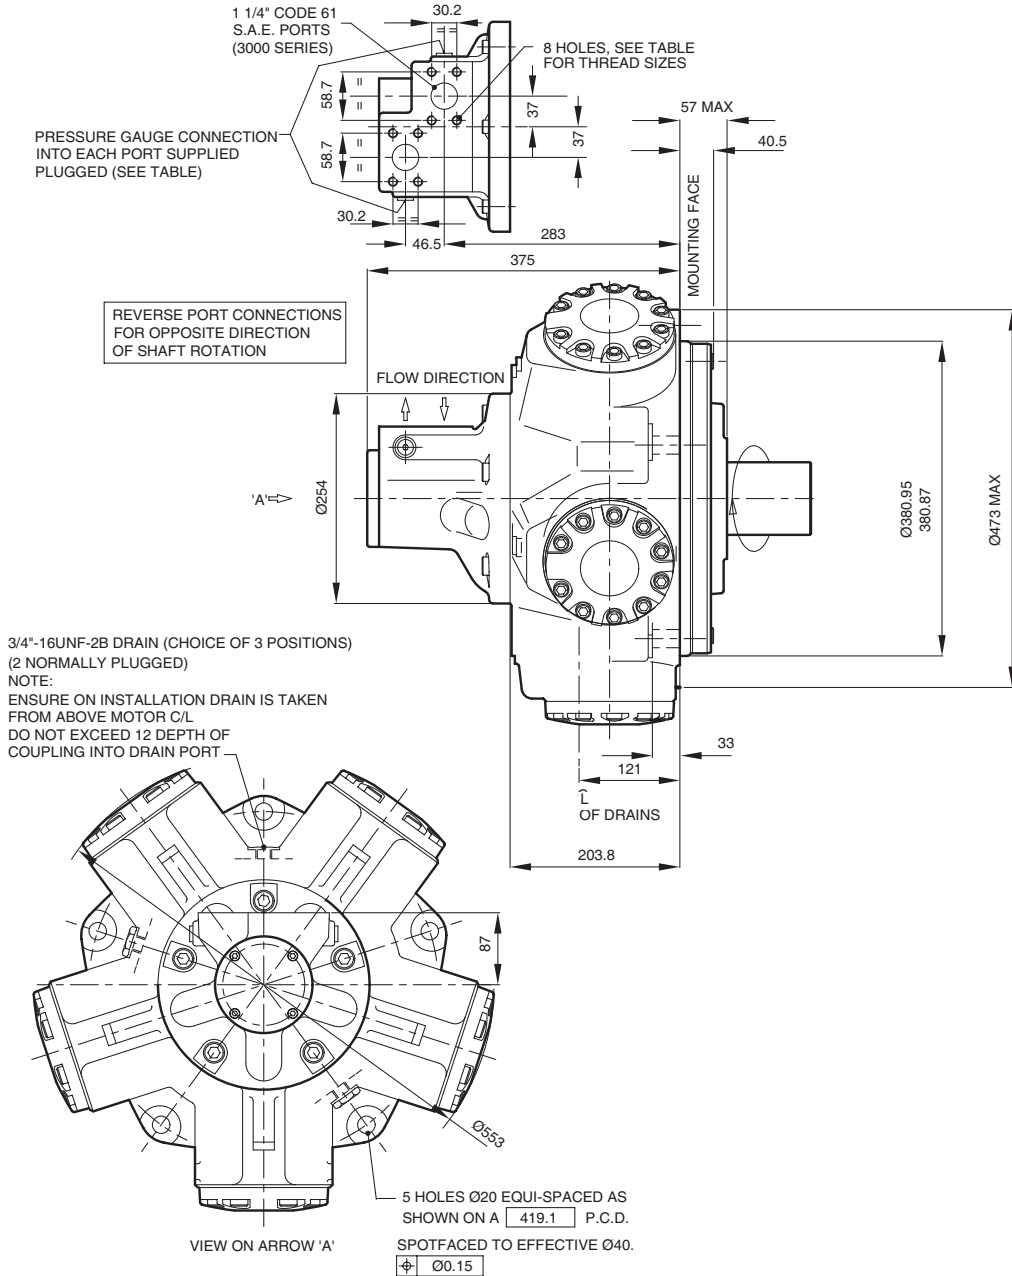 1 1/4" CODE 61
S.A.E. PORTS
(3000 SERIES)
30.2
8 HOLES, SEE TABLE
FOR THREAD SIZES
58.7
=
=
37
37
57 MAX
40.5
PRESSURE GAUGE CONNECTION
INTO EACH PORT SUPPLIED
PLUGGED (SEE TABLE)
58.7
=
=
MOUNTING FACE
30.2
=
=
46.5
283
375
REVERSE PORT CONNECTIONS
FOR OPPOSITE DIRECTION
OF SHAFT ROTATION
FLOW DIRECTION
'A'
Ø254
Ø380.95
380.87
Ø473 MAX
3/4"-16UNF-2B DRAIN (CHOICE OF 3 POSITIONS)
(2 NORMALLY PLUGGED)
NOTE:
ENSURE ON INSTALLATION DRAIN IS TAKEN
FROM ABOVE MOTOR C/L
DO NOT EXCEED 12 DEPTH OF
COUPLING INTO DRAIN PORT
33
121
L
OF DRAINS
203.8
87
Ø553
5 HOLES Ø20 EQUI-SPACED AS
SHOWN ON A 419.1 P.C.D.
VIEW ON ARROW 'A'
SPOTFACED TO EFFECTIVE Ø40.
Ø0.15